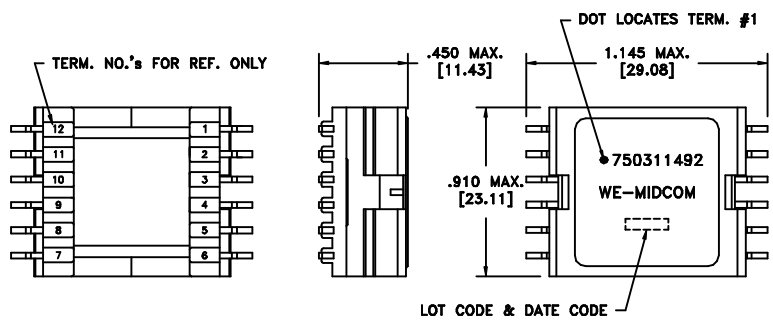 DOT LOCATES TERM. #1
TERM. NO.'s FOR REF. ONLY
.450 MAX.
[11.43]
1.145 MAX.
[29.08]
12
11
10
9
8
7
1
2
3
4
5
6
.910 MAX.
[23.11]
750311492
WE-MIDCOM
LOT CODE & DATE CODE